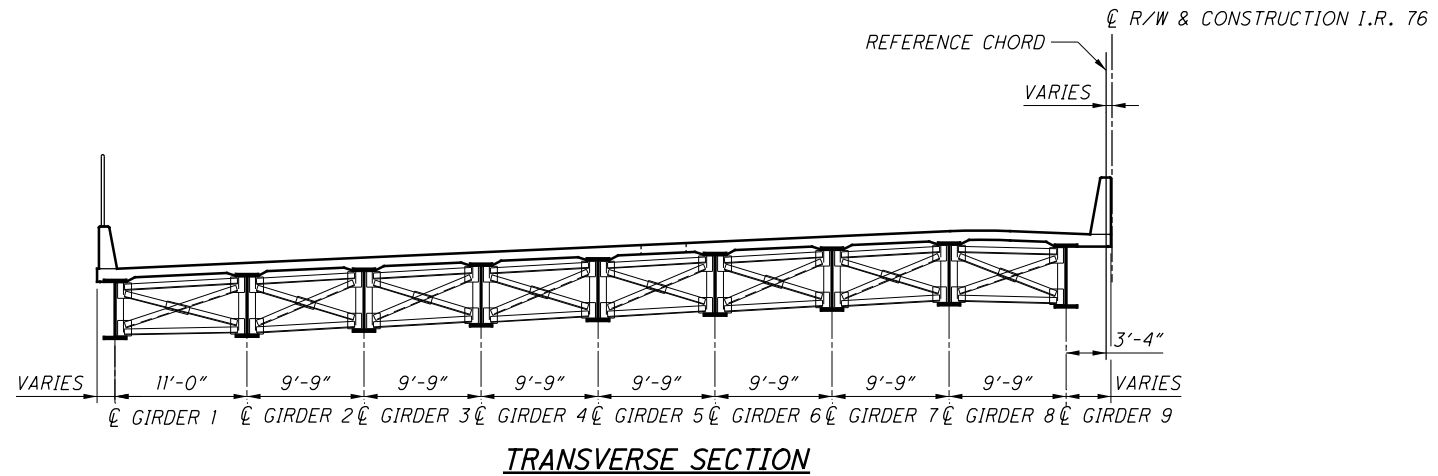 ℄ R/W & CONSTRUCTION I.R. 76
REFERENCE CHORD
VARIES
3'-4"
VARIES 11'-0" 9'-9" 9'-9" 9'-9" 9'-9" 9'-9" 9'-9" 9'-9" VARIES
℄ GIRDER 1 ℄ GIRDER 2 ℄ GIRDER 3 ℄ GIRDER 4 ℄ GIRDER 5 ℄ GIRDER 6 ℄ GIRDER 7 ℄ GIRDER 8 ℄ GIRDER 9
TRANSVERSE SECTION